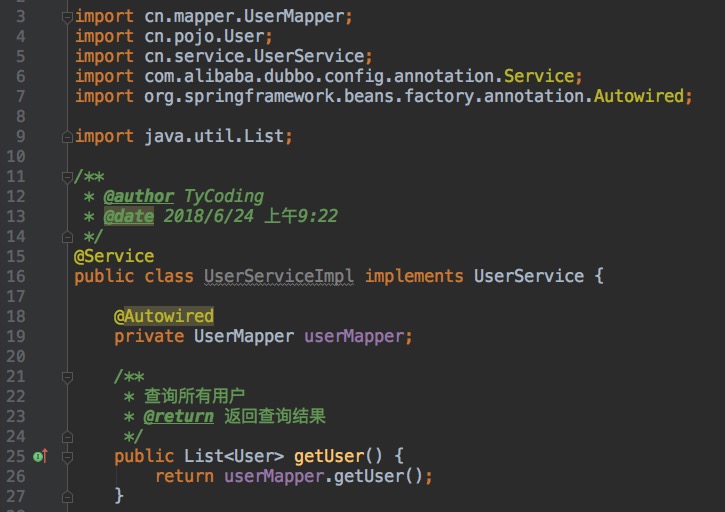 3 import cn.mapper.UserMapper;
4 import cn.pojo.User;
5 import cn.service.UserService;
6 import com.alibaba.dubbo.config.annotation.Service;
7 import org.springframework.beans.factory.annotation.Autowired;
8
9 import java.util.List;
10
11 /**
12 * @author TyCoding
13 * @date 2018/6/24 上午9:22
14 */
15 @Service
16 public class UserServiceImpl implements UserService {
17
18 @Autowired
19 private UserMapper userMapper;
20
21 /**
22 * 查询所有用户
23 * @return 返回查询结果
24 */
25 public List<User> getUser() {
26 return userMapper.getUser();
27 }